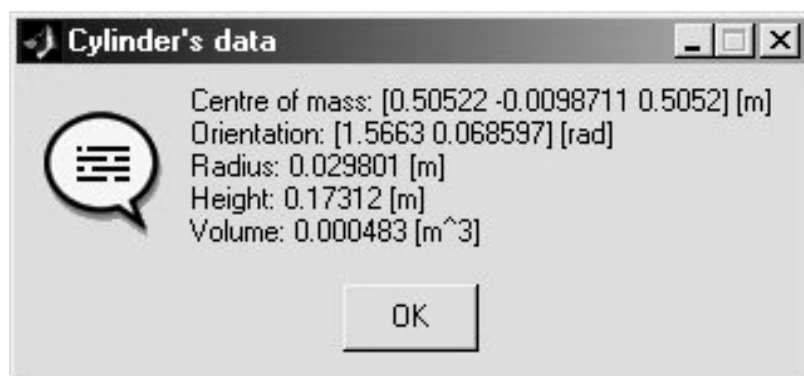 Cylinder's data
Centre of mass: [0.50522 -0.0098711 0.5052] [m]
Orientation: [1.5663 0.068597] [rad]
Radius: 0.029801 [m]
Height: 0.17312 [m]
Volume: 0.000483 [m^3]
OK